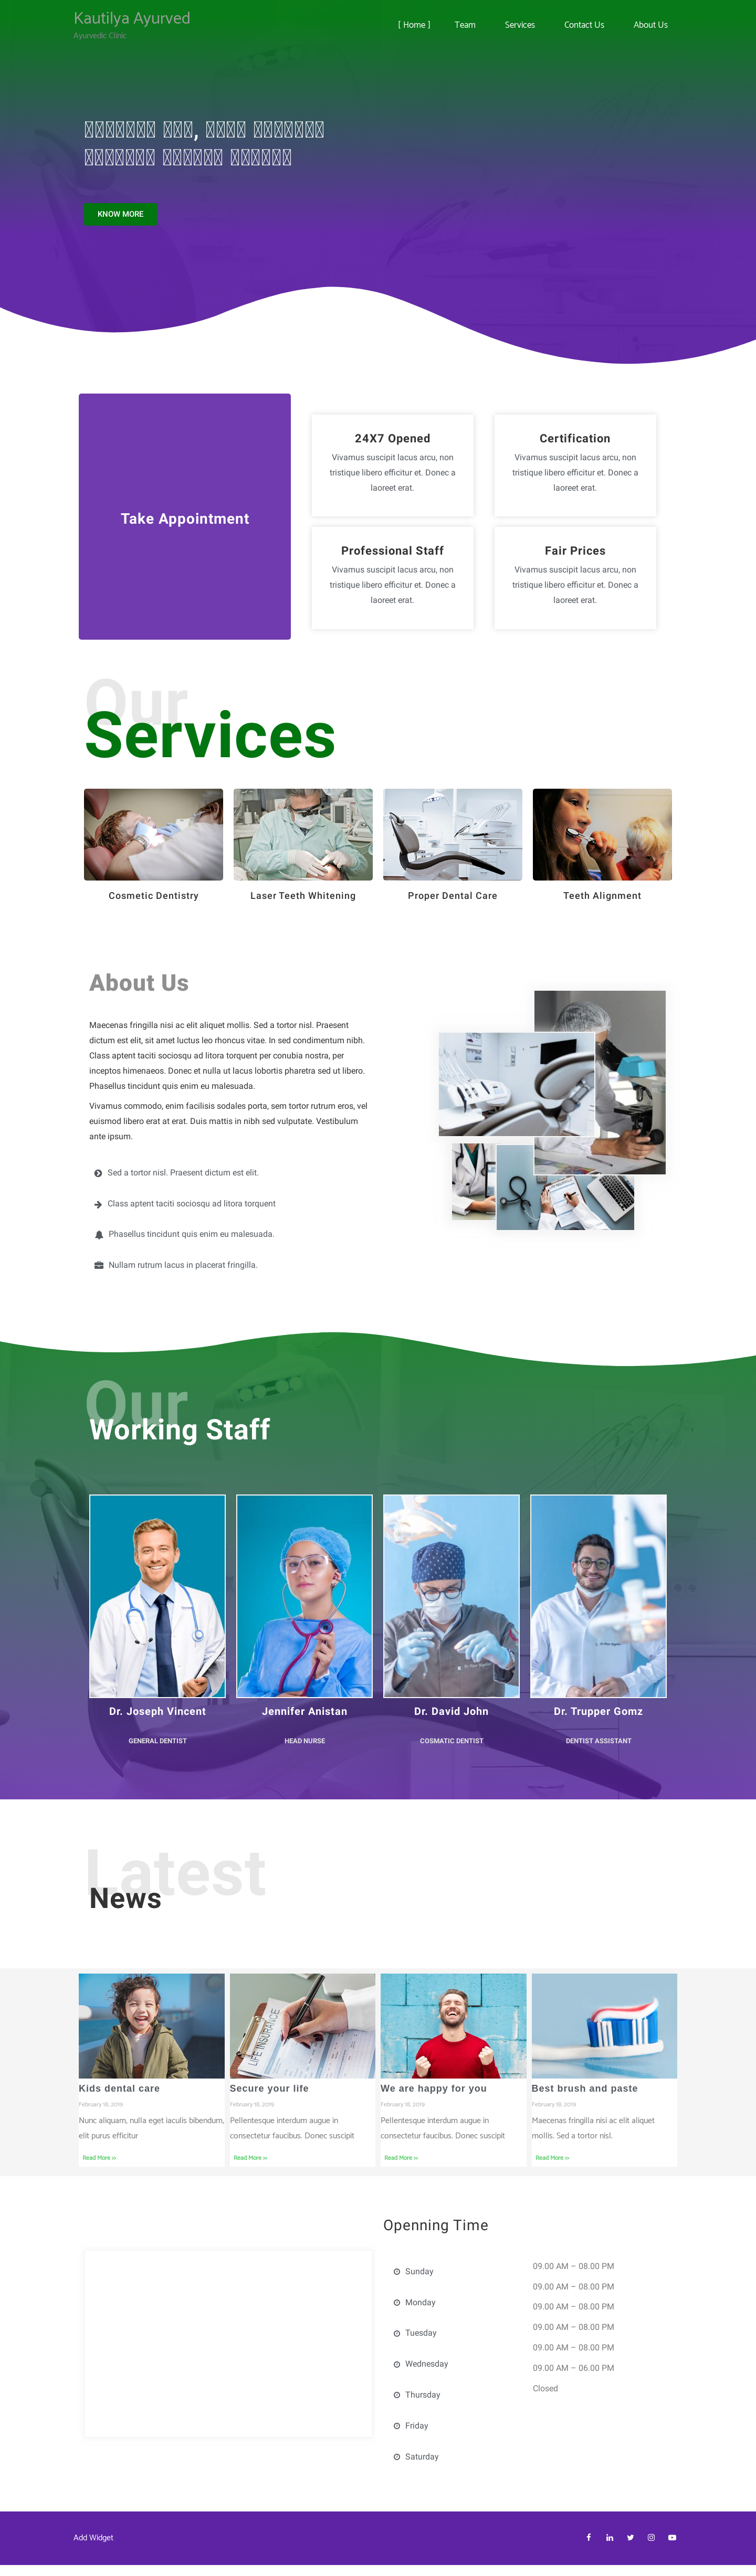 Kautilya Ayurved
Ayurvedic Clinic
[ Home ]
Team
Services
Contact Us
About Us
KNOW MORE
Take Appointment
24X7 Opened
Vivamus suscipit lacus arcu, non
tristique libero efficitur et. Donec a
laoreet erat.
Certification
Vivamus suscipit lacus arcu, non
tristique libero efficitur et. Donec a
laoreet erat.
Professional Staff
Vivamus suscipit lacus arcu, non
tristique libero efficitur et. Donec a
laoreet erat.
Fair Prices
Vivamus suscipit lacus arcu, non
tristique libero efficitur et. Donec a
laoreet erat.
Our
Services
Cosmetic Dentistry
Laser Teeth Whitening
Proper Dental Care
Teeth Alignment
About Us
Maecenas fringilla nisi ac elit aliquet mollis. Sed a tortor nisl. Praesent
dictum est elit, sit amet luctus leo rhoncus vitae. In sed condimentum nibh.
Class aptent taciti sociosqu ad litora torquent per conubia nostra, per
inceptos himenaeos. Donec et nulla ut lacus lobortis pharetra sed ut libero.
Phasellus tincidunt quis enim eu malesuada.
Vivamus commodo, enim facilisis sodales porta, sem tortor rutrum eros, vel
euismod libero erat at erat. Duis mattis in nibh sed vulputate. Vestibulum
ante ipsum.
Sed a tortor nisl. Praesent dictum est elit.
Class aptent taciti sociosqu ad litora torquent
Phasellus tincidunt quis enim eu malesuada.
Nullam rutrum lacus in placerat fringilla.
Our
Working Staff
Dr. Joseph Vincent
GENERAL DENTIST
Jennifer Anistan
HEAD NURSE
Dr. David John
COSMATIC DENTIST
Dr. Trupper Gomz
DENTIST ASSISTANT
Latest
News
LIFE INSURANCE
Kids dental care
February 18, 2019
Nunc aliquam, nulla eget iaculis bibendum,
elit purus efficitur
Read More »
Secure your life
February 18, 2019
Pellentesque interdum augue in
consectetur faucibus. Donec suscipit
Read More »
We are happy for you
February 18, 2019
Pellentesque interdum augue in
consectetur faucibus. Donec suscipit
Read More »
Best brush and paste
February 18, 2019
Maecenas fringilla nisi ac elit aliquet
mollis. Sed a tortor nisl.
Read More »
Openning Time
Sunday
Monday
Tuesday
Wednesday
Thursday
Friday
Saturday
09.00 AM – 08.00 PM
09.00 AM – 08.00 PM
09.00 AM – 08.00 PM
09.00 AM – 08.00 PM
09.00 AM – 08.00 PM
09.00 AM – 06.00 PM
Closed
Add Widget